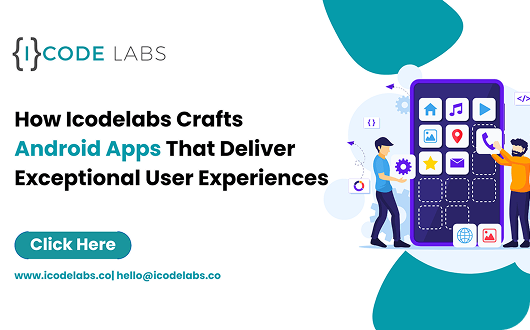 {I}CODE LABS
How Icodelabs Crafts
Android Apps That Deliver
Exceptional User Experiences
Click Here
www.icodelabs.co| hello@icodelabs.co
{ }
</>